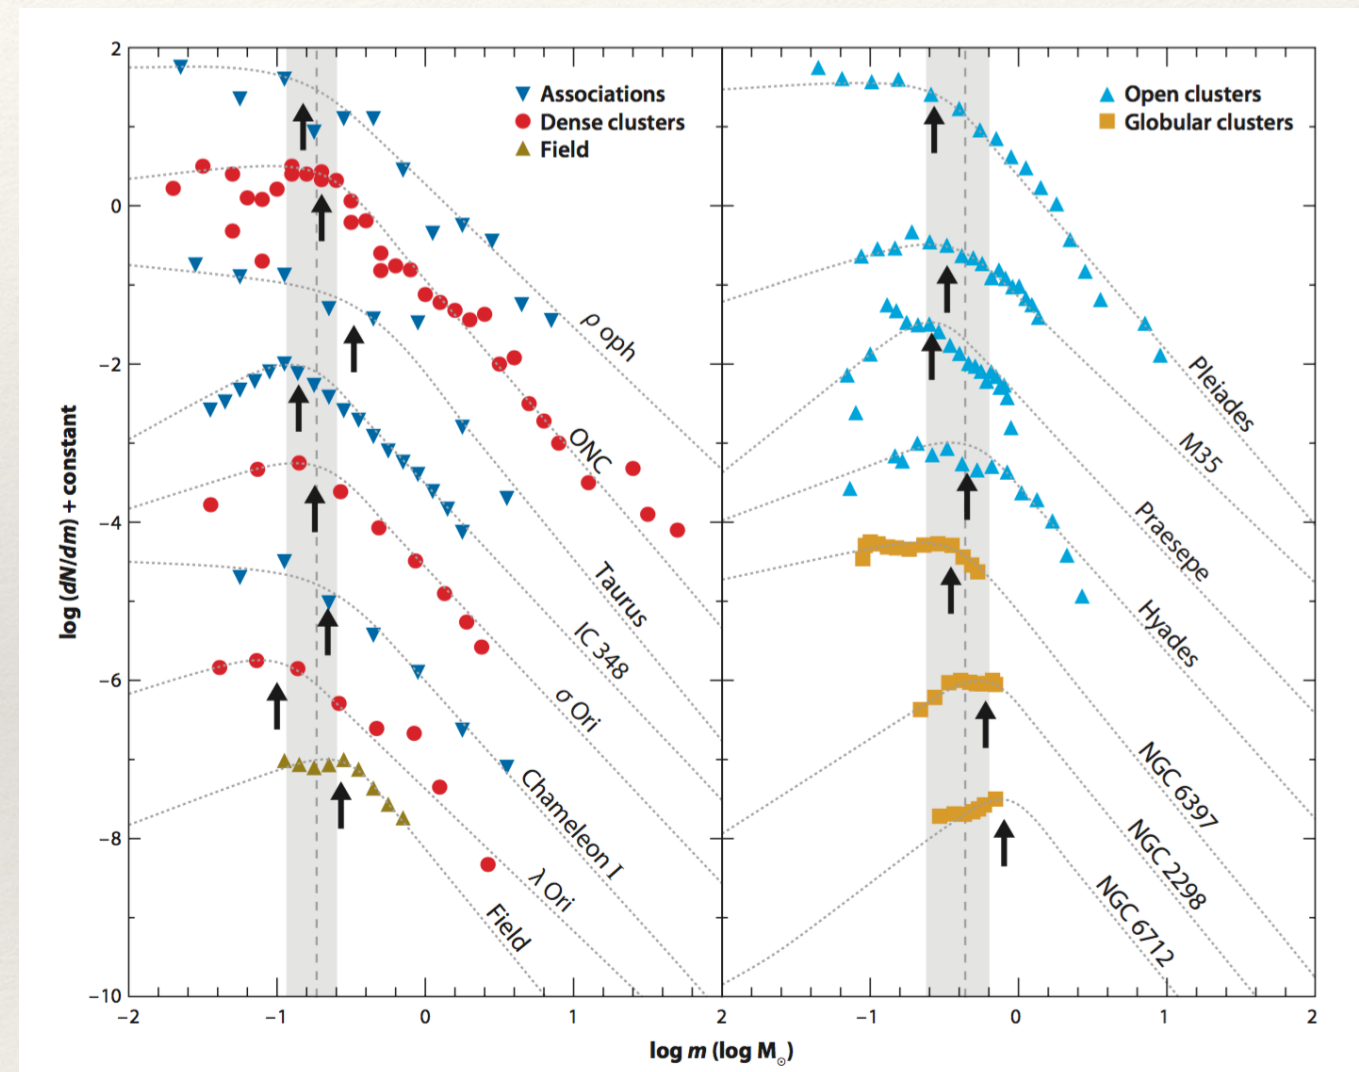 2
0
−2
−4
−6
−8
−10
log (dN/dm) + constant
Associations
Dense clusters
Field
ρ oph
ONC
Taurus
IC 348
σ Ori
Chameleon I
λ Ori
Field
Open clusters
Globular clusters
Pleiades
M35
Praesepe
Hyades
NGC 6397
NGC 2298
NGC 6712
−2
−1
0
1
2
−1
0
1
2
log m (log M⊙)